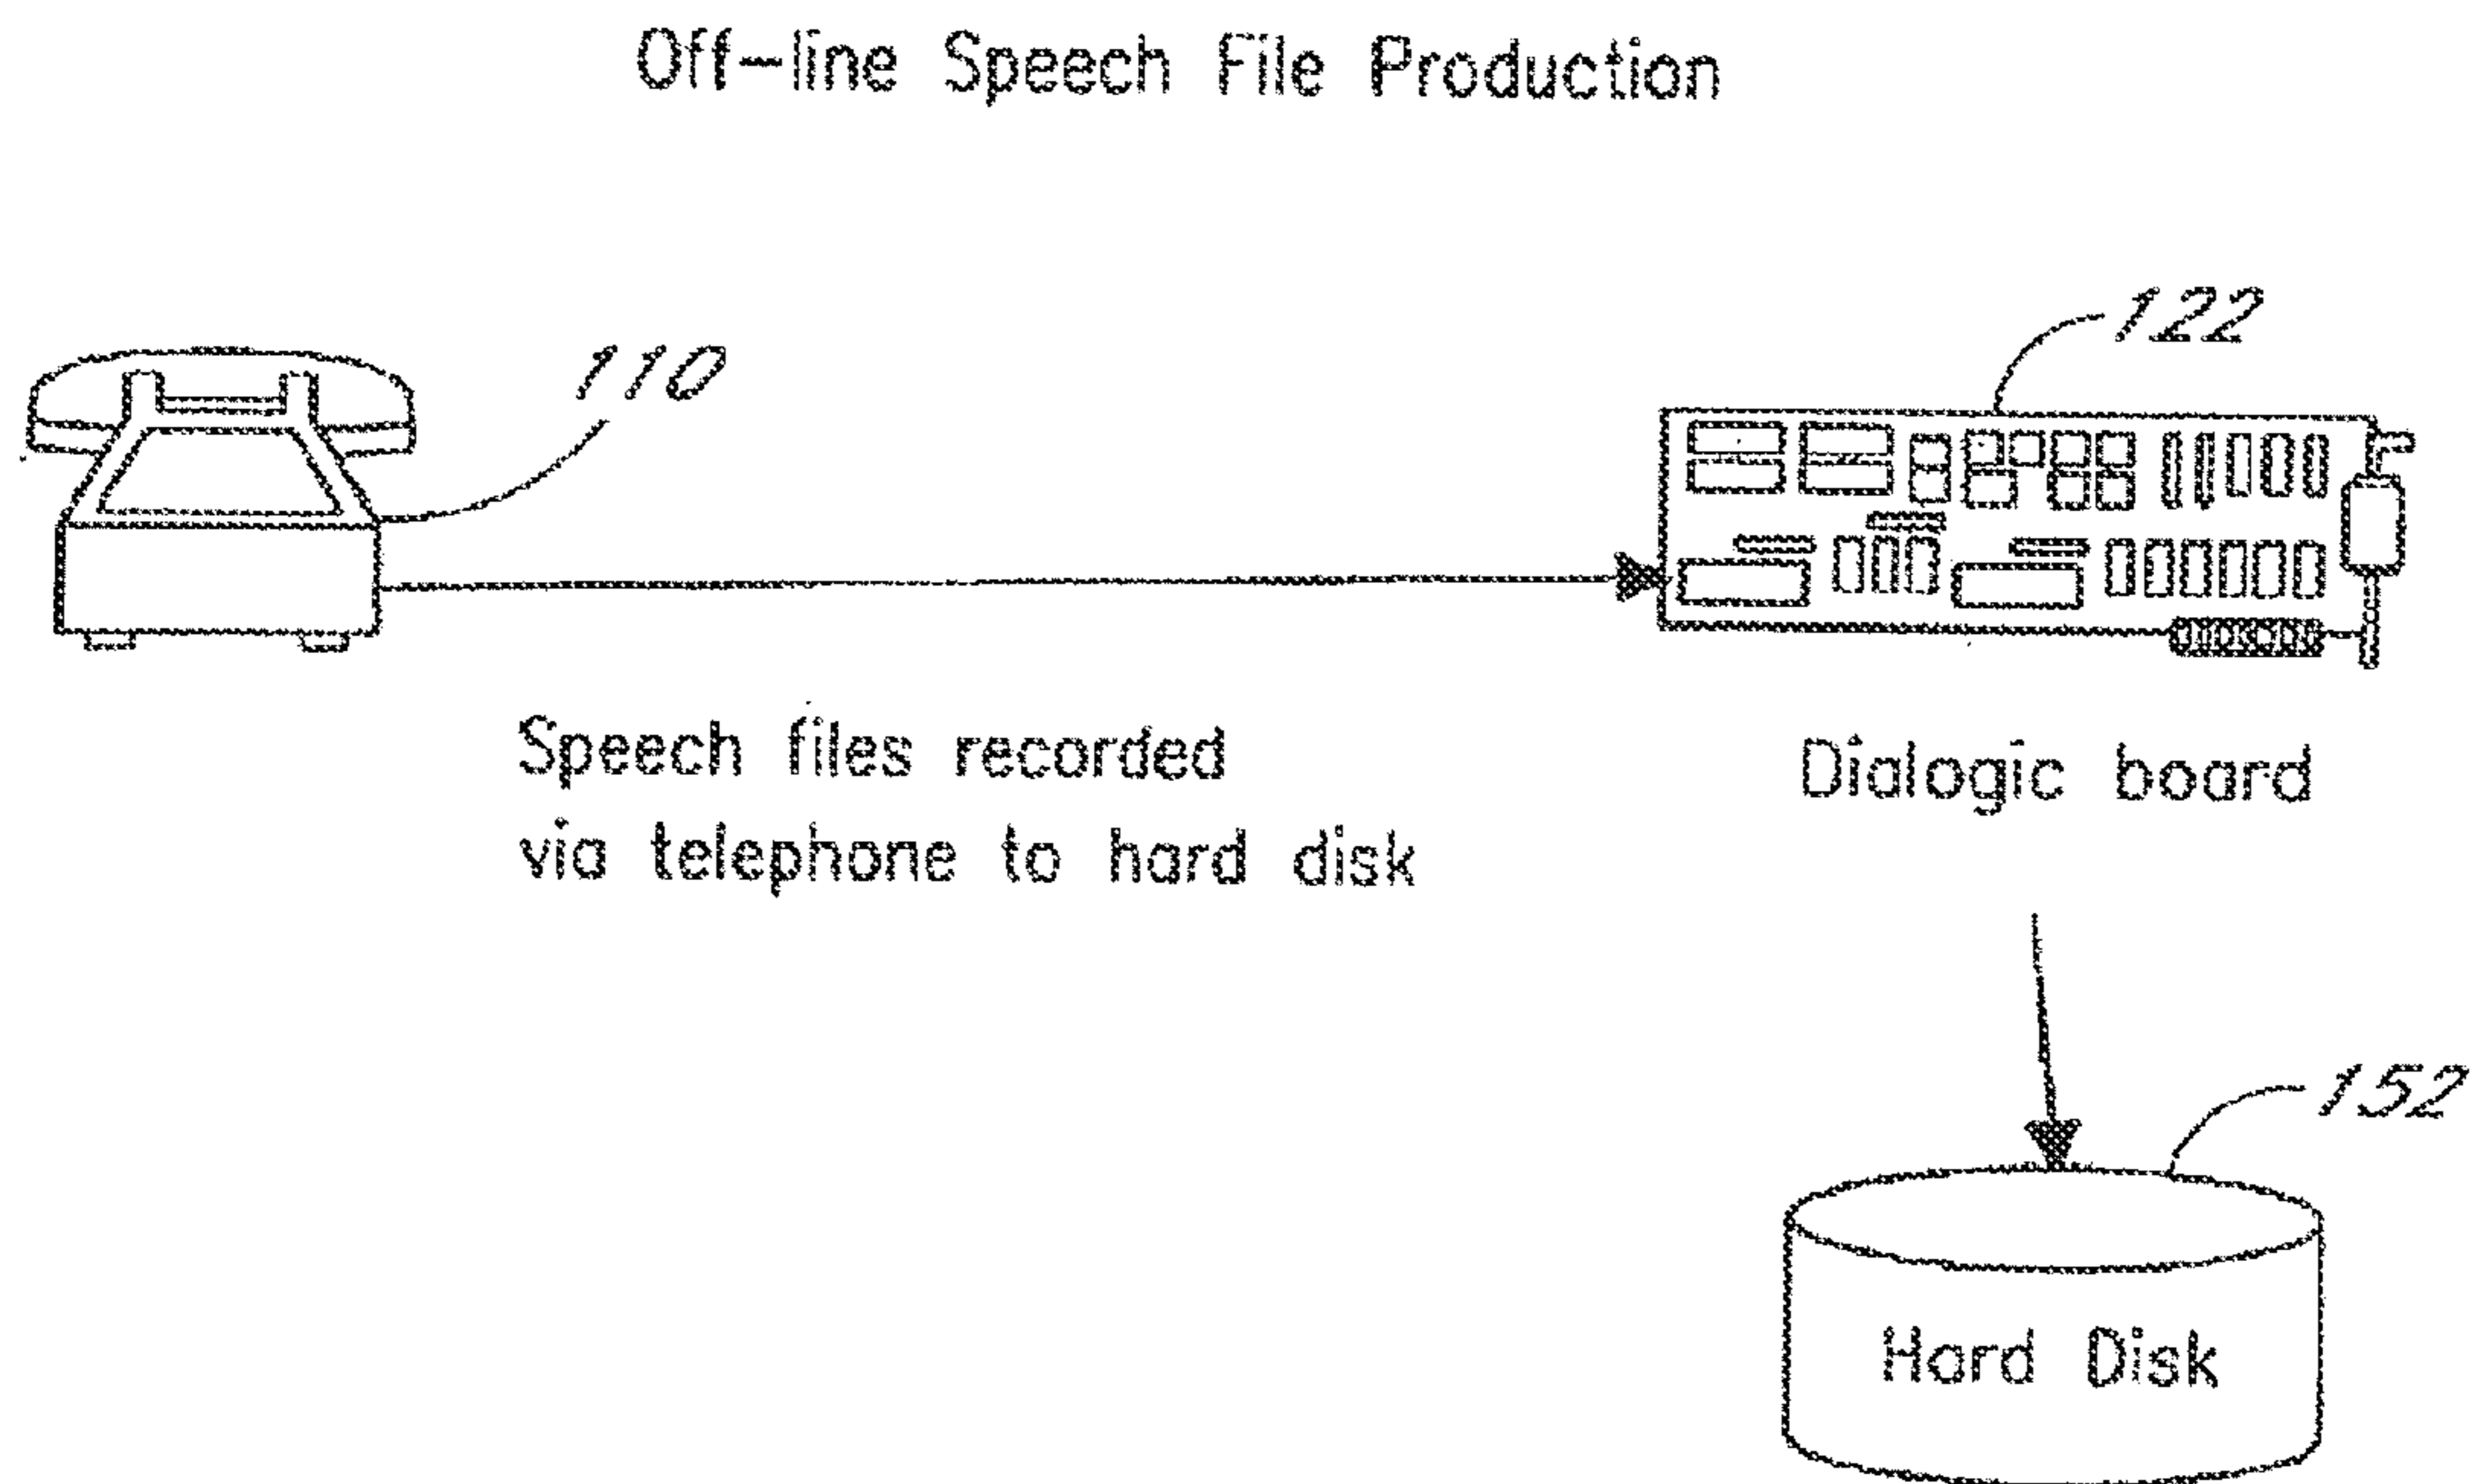 Off-line Speech File Production
122
110
Speech files recorded
via telephone to hard disk
Dialogic board
152
Hard Disk